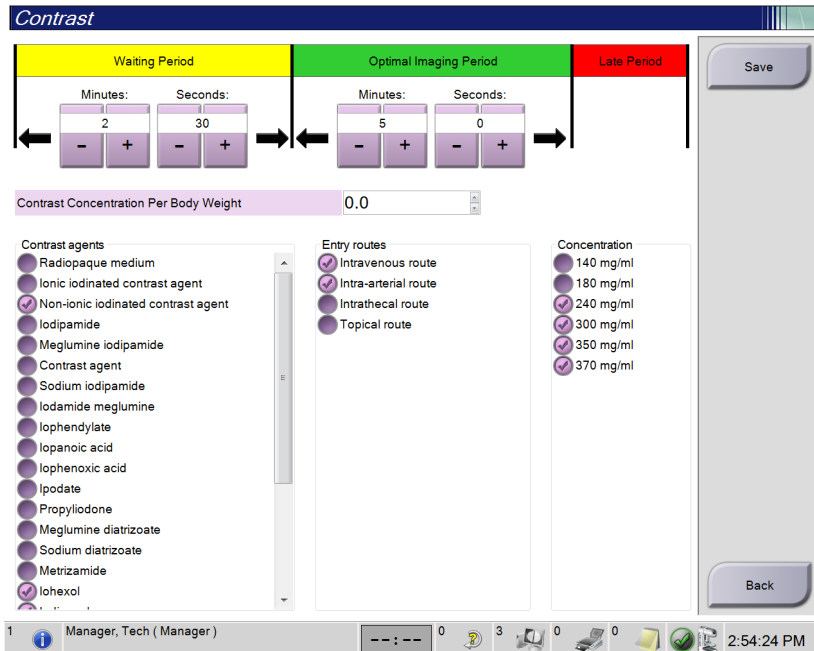 Contrast
Waiting Period
Optimal Imaging Period
Late Period
Save
Minutes:
Seconds:
Minutes:
Seconds:
2
30
5
0
- +
- +
- +
- +
Contrast Concentration Per Body Weight
0.0
Contrast agents
Radiopaque medium
Ionic iodinated contrast agent
Non-ionic iodinated contrast agent
Iodipamide
Meglumine iodipamide
Contrast agent
Sodium iodipamide
Iodamide meglumine
Iophendylate
Iopanoic acid
Iophenoxic acid
Ipodate
Propyliodone
Meglumine diatrizoate
Sodium diatrizoate
Metrizamide
Iohexol
Entry routes
Intravenous route
Intra-arterial route
Intrathecal route
Topical route
Concentration
140 mg/ml
180 mg/ml
240 mg/ml
300 mg/ml
350 mg/ml
370 mg/ml
Back
1
Manager, Tech ( Manager )
--:--
0
3
0
0
2:54:24 PM